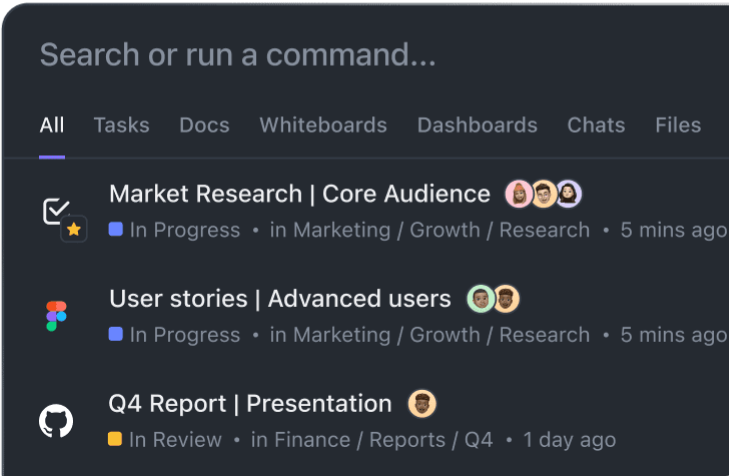 Search or run a command...
All Tasks Docs Whiteboards Dashboards Chats Files
Market Research | Core Audience
In Progress • in Marketing / Growth / Research • 5 mins ago
User stories | Advanced users
In Progress • in Marketing / Growth / Research • 5 mins ago
Q4 Report | Presentation
In Review • in Finance / Reports / Q4 • 1 day ago